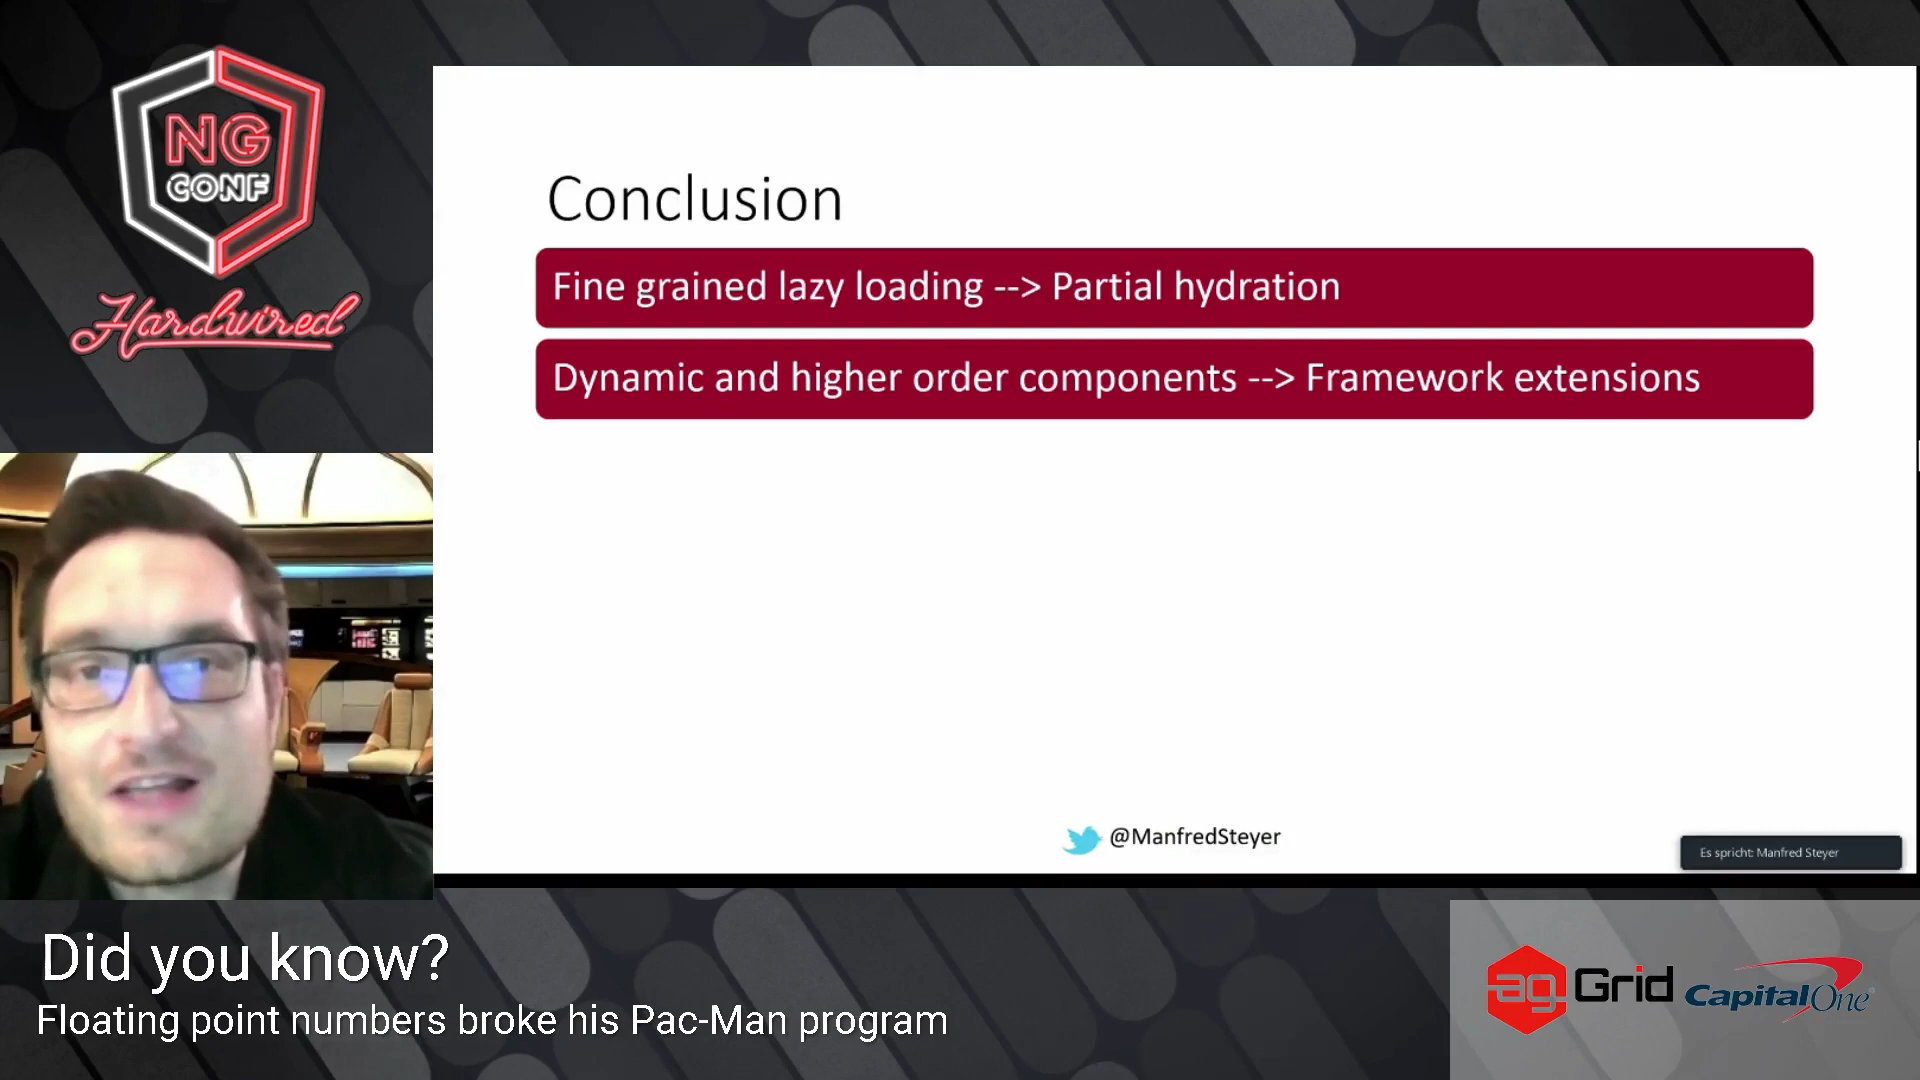 NG
CONF
Hardwired
Conclusion
Fine grained lazy loading --> Partial hydration
Dynamic and higher order components --> Framework extensions
@ManfredSteyer
Es spricht: Manfred Steyer
Did you know?
Floating point numbers broke his Pac-Man program
ag Grid
Capital One